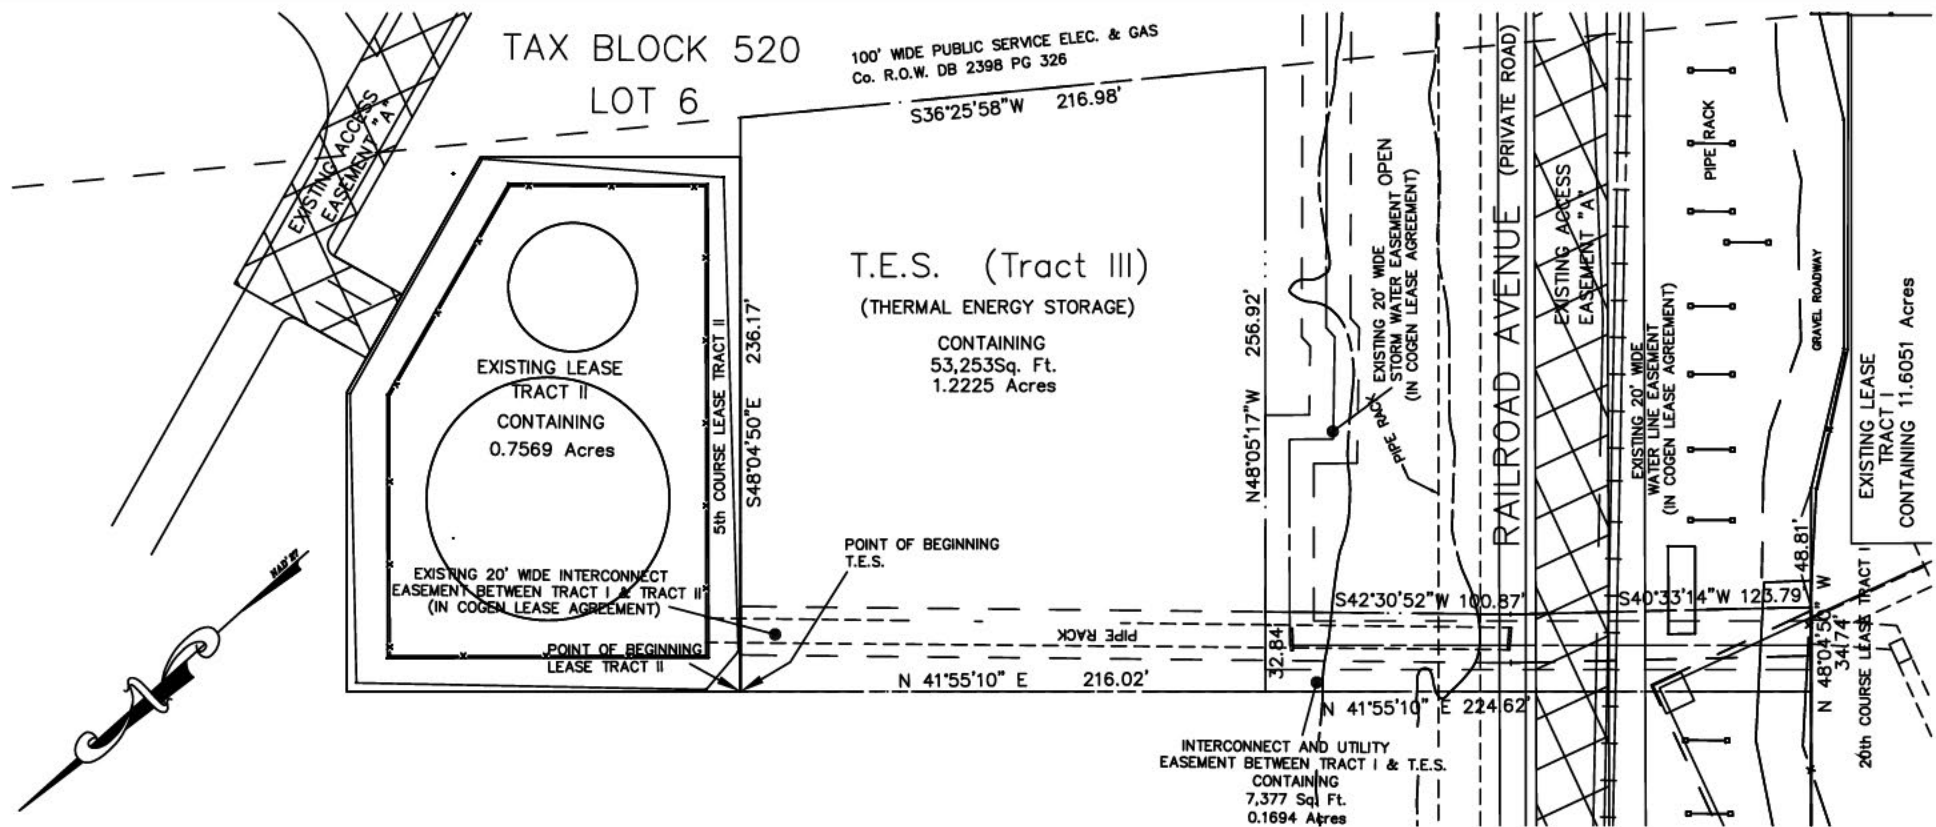 TAX BLOCK 520
LOT 6
100' WIDE PUBLIC SERVICE ELEC. & GAS
Co. R.O.W. DB 2398 PG 326
S36°25'58"W 216.98'
EXISTING ACCESS
EASEMENT "A"
T.E.S. (Tract III)
(THERMAL ENERGY STORAGE)
CONTAINING
53,253Sq. Ft.
1.2225 Acres
EXISTING LEASE
TRACT II
CONTAINING
0.7569 Acres
5th COURSE LEASE TRACT II
S48°04'50"E 236.17'
N48°05'17"W 256.92'
EXISTING 20' WIDE INTERCONNECT
EASEMENT BETWEEN TRACT I & TRACT II
(IN COGEN LEASE AGREEMENT)
POINT OF BEGINNING
LEASE TRACT II
POINT OF BEGINNING
T.E.S.
PIPE RACK
N 41°55'10" E 216.02'
32.84
EXISTING 20' WIDE OPEN
STORM WATER EASEMENT
(IN COGEN LEASE AGREEMENT)
PIPE RACK
RAILROAD AVENUE (PRIVATE ROAD)
EXISTING ACCESS
EASEMENT "A"
EXISTING 20' WIDE
WATER LINE EASEMENT
(IN COGEN LEASE AGREEMENT)
PIPE RACK
GRAVEL ROADWAY
EXISTING LEASE
TRACT I
CONTAINING 11.6051 Acres
S42°30'52"W 100.87'
S40°33'14"W 123.79'
48.81'
N 48°04'50" W
34.74'
20th COURSE LEASE TRACT I
N 41°55'10" E 224.62'
INTERCONNECT AND UTILITY
EASEMENT BETWEEN TRACT I & T.E.S.
CONTAINING
7,377 Sq. Ft.
0.1694 Acres